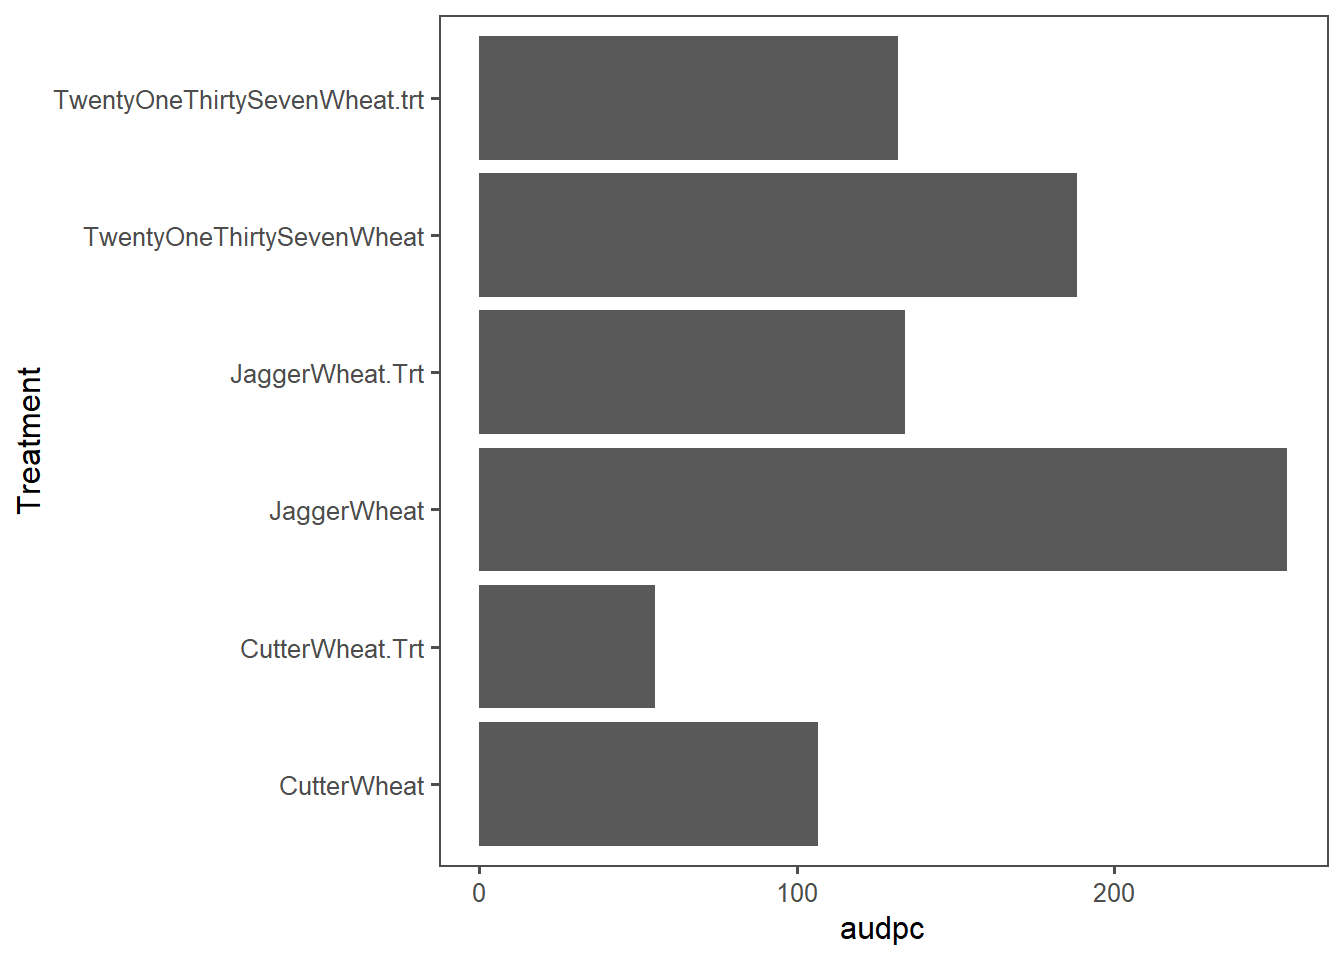 TwentyOneThirtySevenWheat.trt
TwentyOneThirtySevenWheat
JaggerWheat.Trt
JaggerWheat
CutterWheat.Trt
CutterWheat
Treatment
0 100 200
audpc